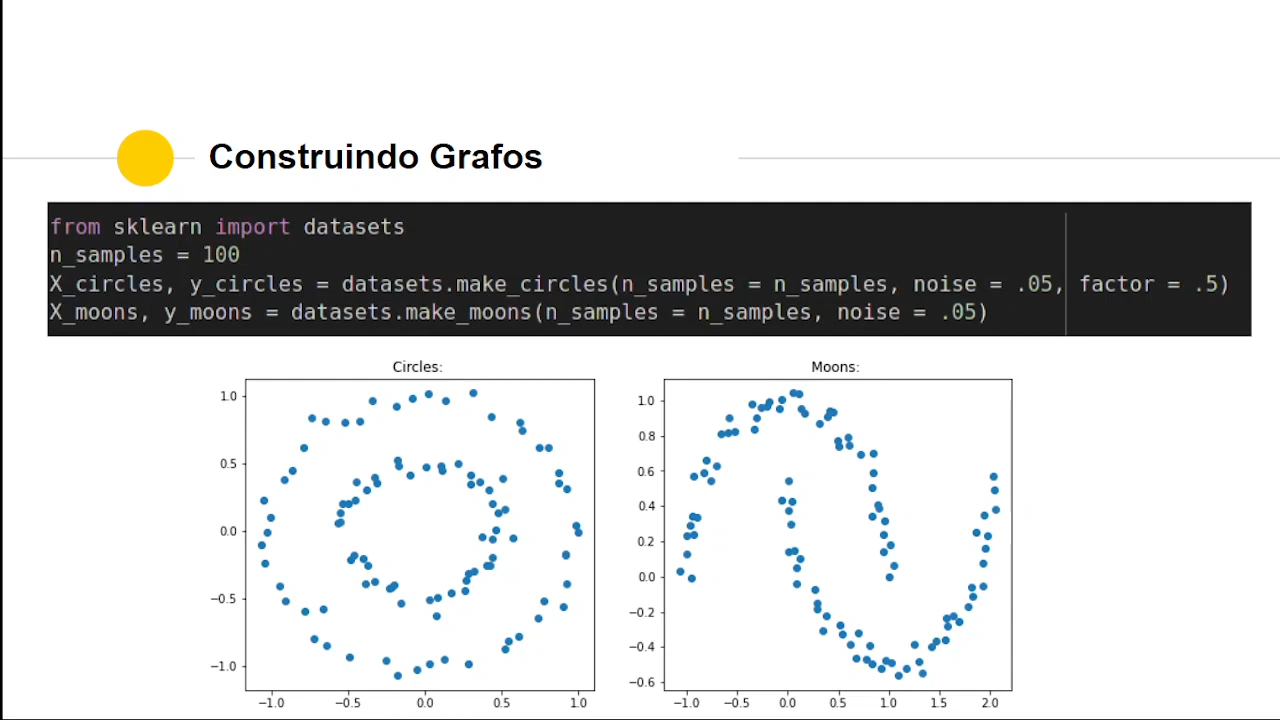 Construindo Grafos
from sklearn import datasets
n_samples = 100
X_circles, y_circles = datasets.make_circles(n_samples = n_samples, noise = .05, factor = .5)
X_moons, y_moons = datasets.make_moons(n_samples = n_samples, noise = .05)
Circles:
1.0
0.5
0.0
−0.5
−1.0
−1.0 −0.5 0.0 0.5 1.0
Moons:
1.0
0.8
0.6
0.4
0.2
0.0
−0.2
−0.4
−0.6
−1.0 −0.5 0.0 0.5 1.0 1.5 2.0